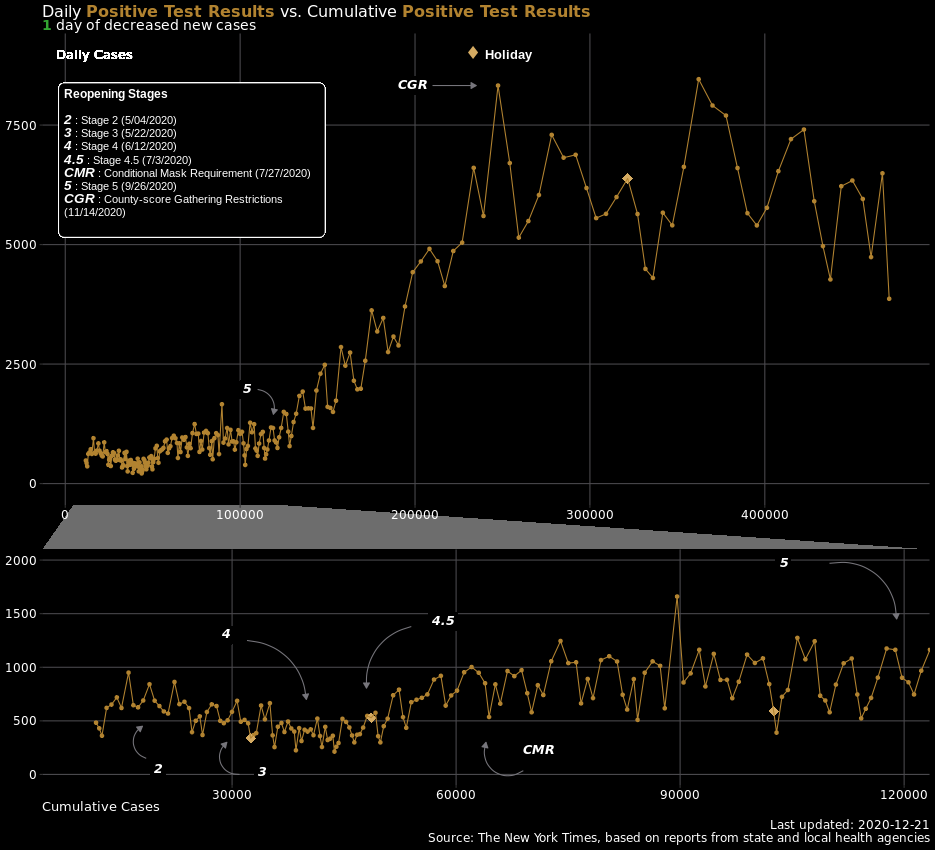 Daily Positive Test Results vs. Cumulative Positive Test Results
1 day of decreased new cases
Daily Cases
Holiday
CGR
Reopening Stages
2 : Stage 2 (5/04/2020)
3 : Stage 3 (5/22/2020)
4 : Stage 4 (6/12/2020)
4.5 : Stage 4.5 (7/3/2020)
CMR : Conditional Mask Requirement (7/27/2020)
5 : Stage 5 (9/26/2020)
CGR : County-score Gathering Restrictions
(11/14/2020)
7500
5000
2500
5
0
0 100000 200000 300000 400000
2000
5
1500
4.5
4
1000
500
CMR
2
3
0
30000 60000 90000 120000
Cumulative Cases
Last updated: 2020-12-21
Source: The New York Times, based on reports from state and local health agencies